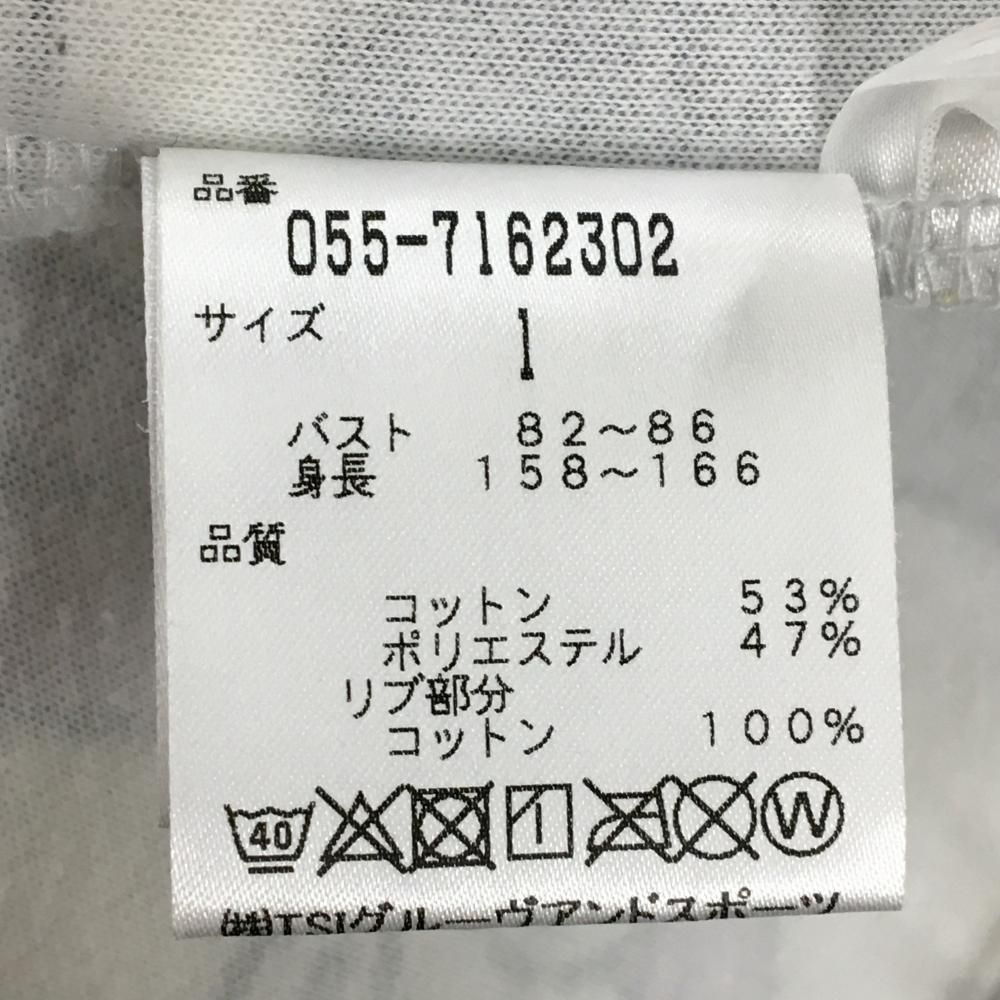 品番
055-7162302
サイズ 1
バスト 82～86
身長 158～166
品質
コットン 53%
ポリエステル 47%
リブ部分
コットン 100%
40 W
㈱TSIグルーヴアンドスポーツ